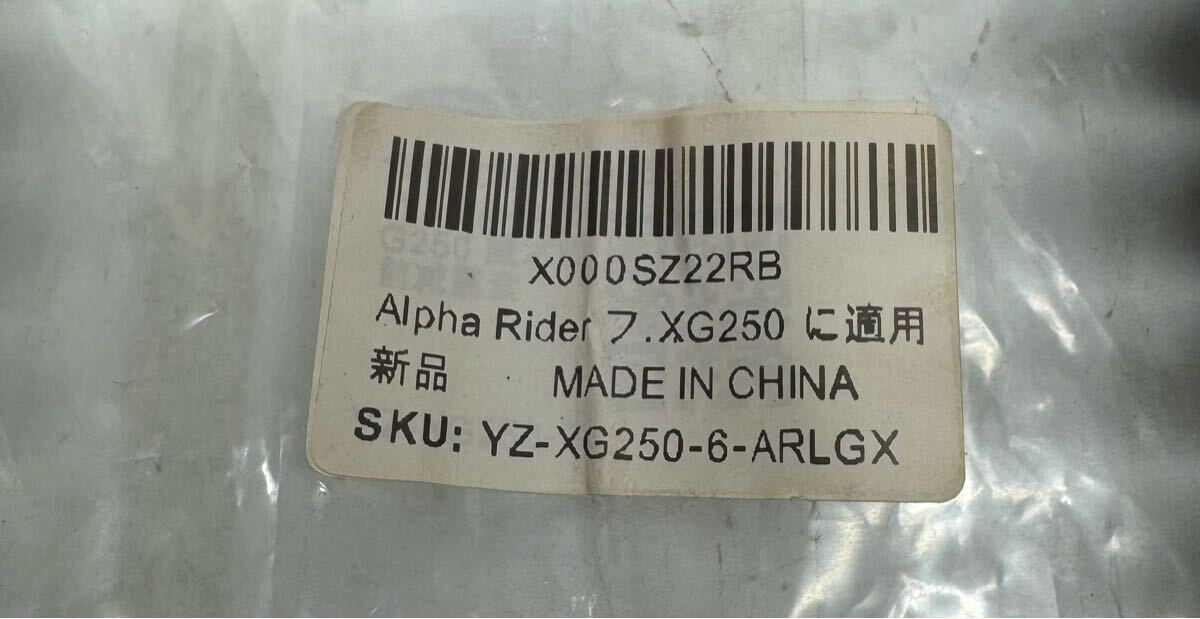 X000SZ22RB
Alpha Rider フ.XG250 に適用
新品 MADE IN CHINA
SKU: YZ-XG250-6-ARLGX